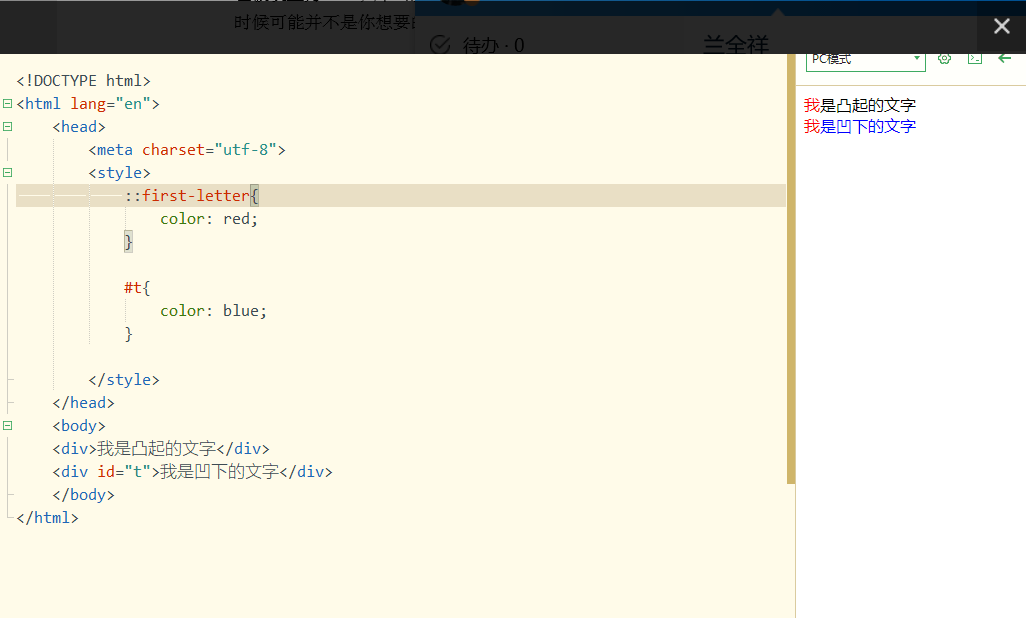 时候可能并不是你想要
待办 · 0
兰全祥
PC模式
<!DOCTYPE html>
<html lang="en">
<head>
<meta charset="utf-8">
<style>
::first-letter{
color: red;
}
#t{
color: blue;
}
</style>
</head>
<body>
<div>我是凸起的文字</div>
<div id="t">我是凹下的文字</div>
</body>
</html>
我是凸起的文字
我是凹下的文字